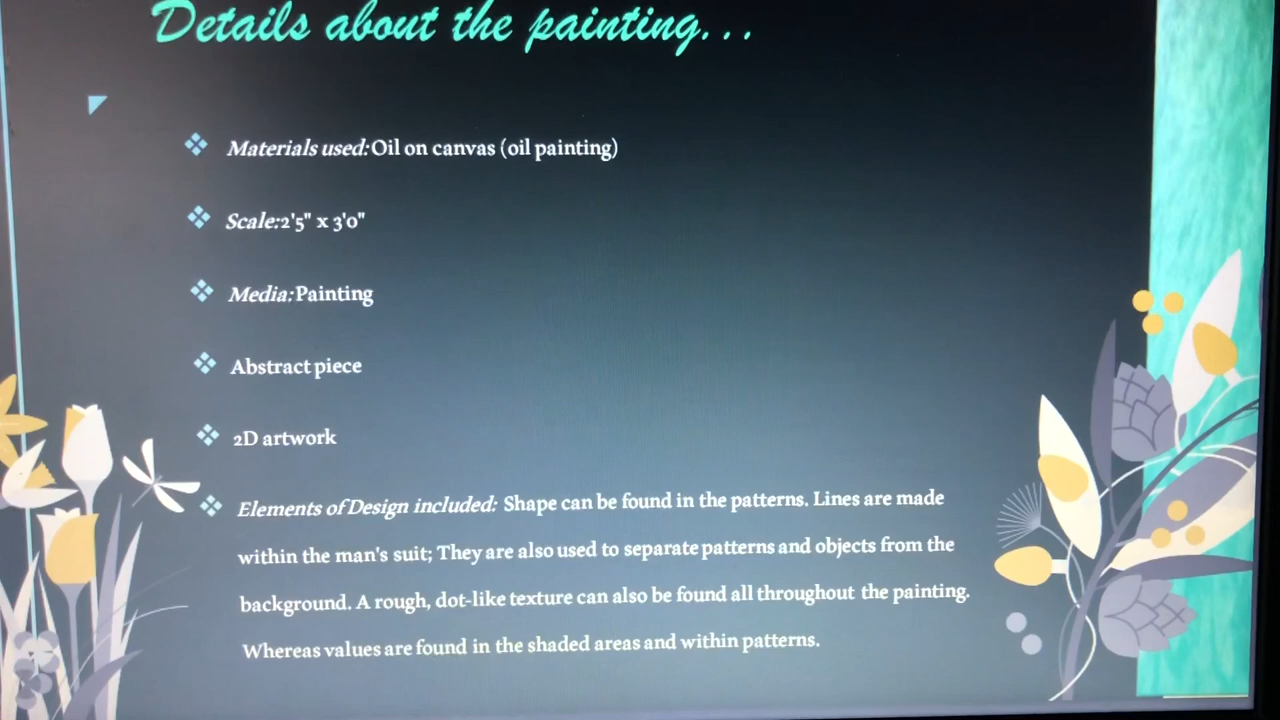 Details about the painting...
Materials used:Oil on canvas (oil painting)
Scale:2'5" x 3'0"
Media:Painting
Abstract piece
2D artwork
Elements of Design included: Shape can be found in the patterns. Lines are made
within the man's suit; They are also used to separate patterns and objects from the
background. A rough, dot-like texture can also be found all throughout the painting.
Whereas values are found in the shaded areas and within patterns.